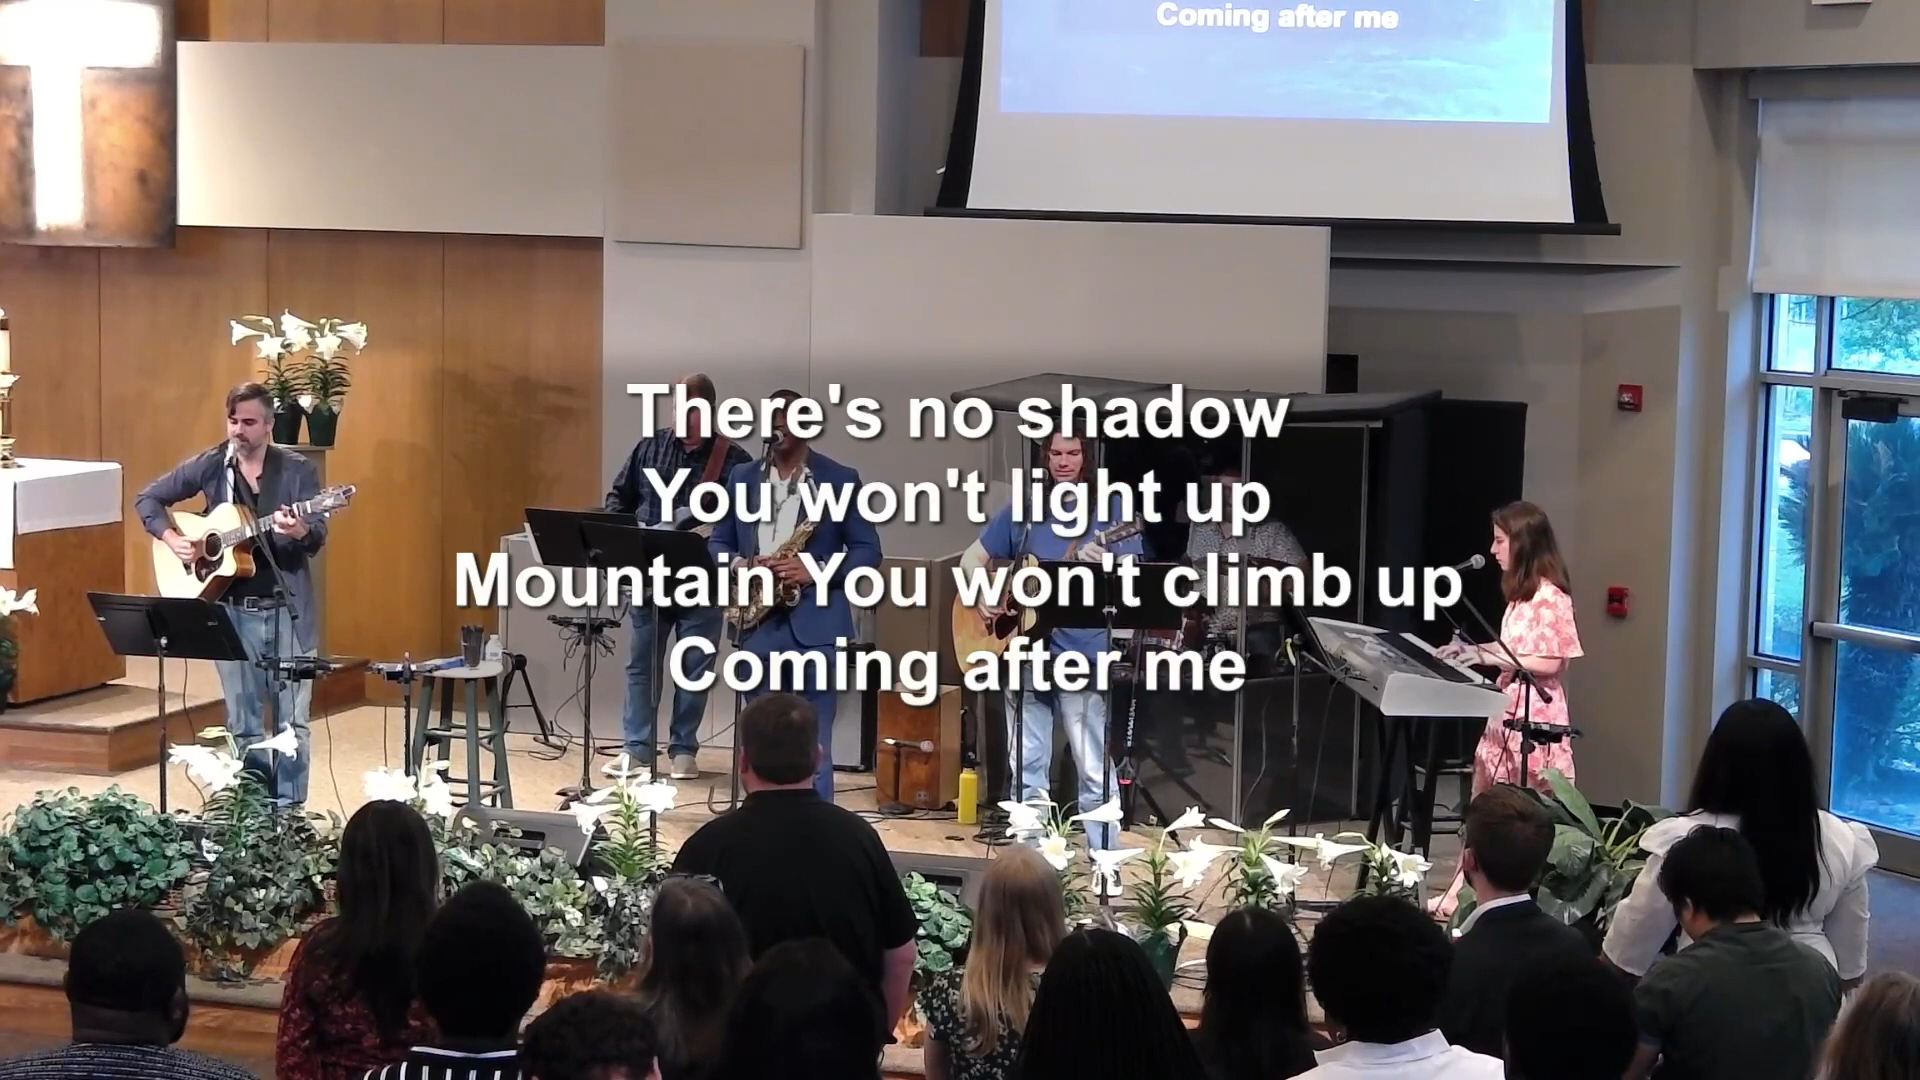 Coming after me
There's no shadow
You won't light up
Mountain You won't climb up
Coming after me